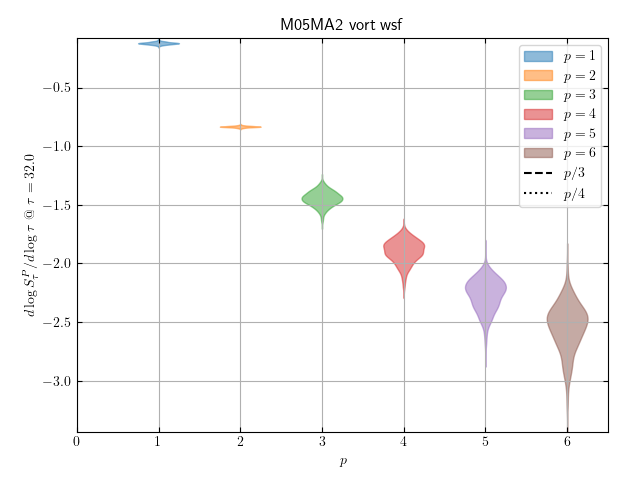 M05MA2 vort wsf
d log S_τ^P / d log τ @ τ = 32.0
−0.5
−1.0
−1.5
−2.0
−2.5
−3.0
0 1 2 3 4 5 6
p
p = 1
p = 2
p = 3
p = 4
p = 5
p = 6
p/3
p/4